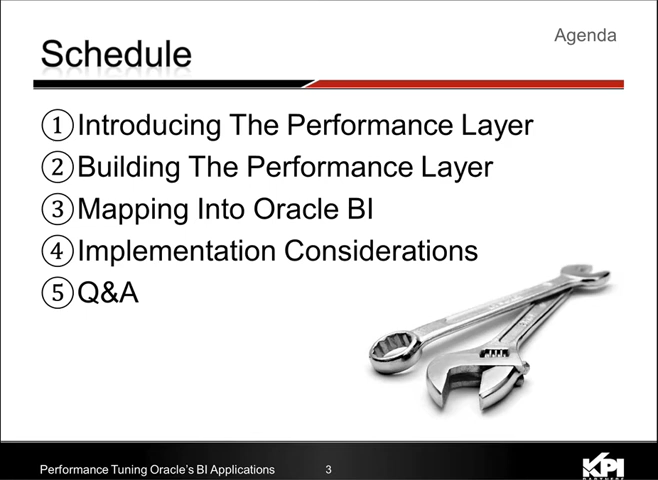 Agenda
Schedule
①Introducing The Performance Layer
②Building The Performance Layer
③Mapping Into Oracle BI
④Implementation Considerations
⑤Q&A
Performance Tuning Oracle's BI Applications 3
KPI
PARTNERS